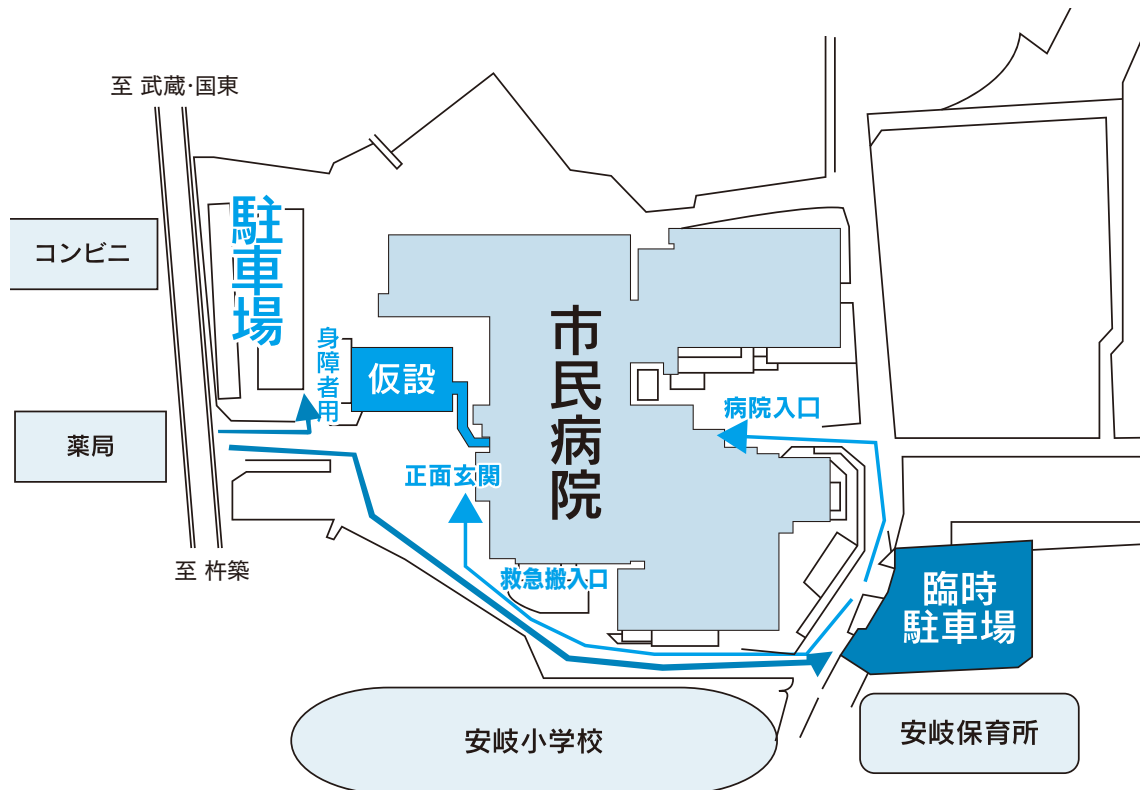 至 武蔵・国東
駐車場
コンビニ
身障者用
仮設
市民病院
病院入口
薬局
正面玄関
至 杵築
救急搬入口
臨時
駐車場
安岐小学校
安岐保育所